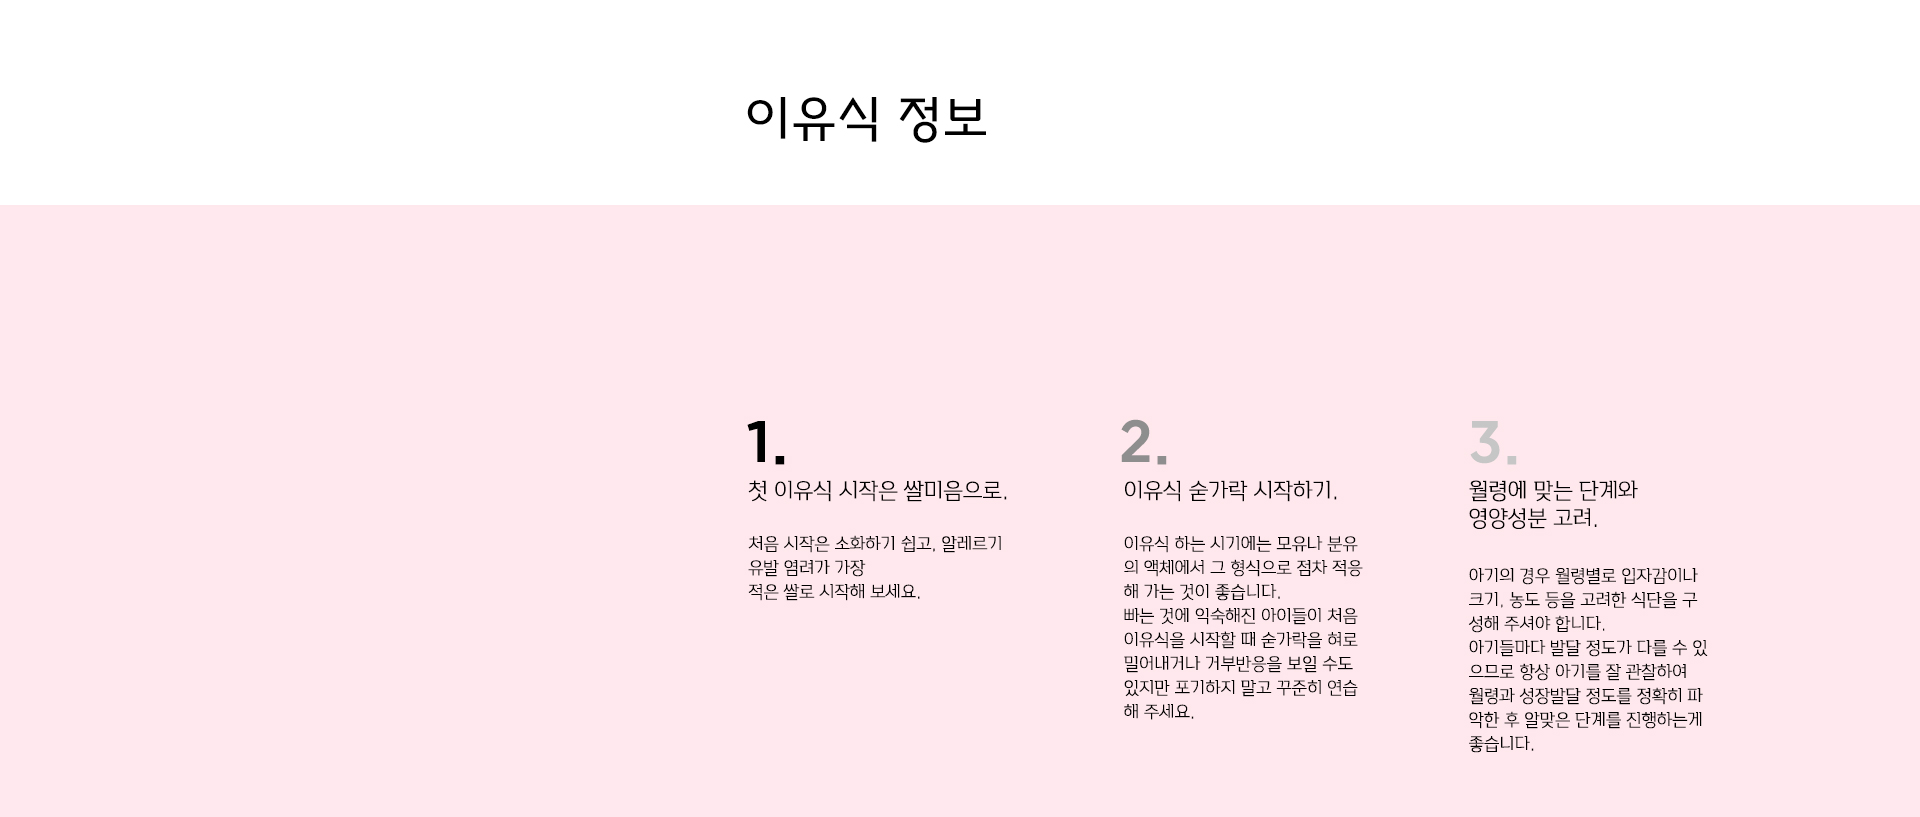 이유식 정보
1.
첫 이유식 시작은 쌀미음으로.
처음 시작은 소화하기 쉽고, 알레르기
유발 염려가 가장
적은 쌀로 시작해 보세요.
2.
이유식 숟가락 시작하기.
이유식 하는 시기에는 모유나 분유
의 액체에서 그 형식으로 점차 적응
해 가는 것이 좋습니다.
빠는 것에 익숙해진 아이들이 처음
이유식을 시작할 때 숟가락을 혀로
밀어내거나 거부반응을 보일 수도
있지만 포기하지 말고 꾸준히 연습
해 주세요.
3.
월령에 맞는 단계와
영양성분 고려.
아기의 경우 월령별로 입자감이나
크기, 농도 등을 고려한 식단을 구
성해 주셔야 합니다.
아기들마다 발달 정도가 다를 수 있
으므로 항상 아기를 잘 관찰하여
월령과 성장발달 정도를 정확히 파
악한 후 알맞은 단계를 진행하는게
좋습니다.